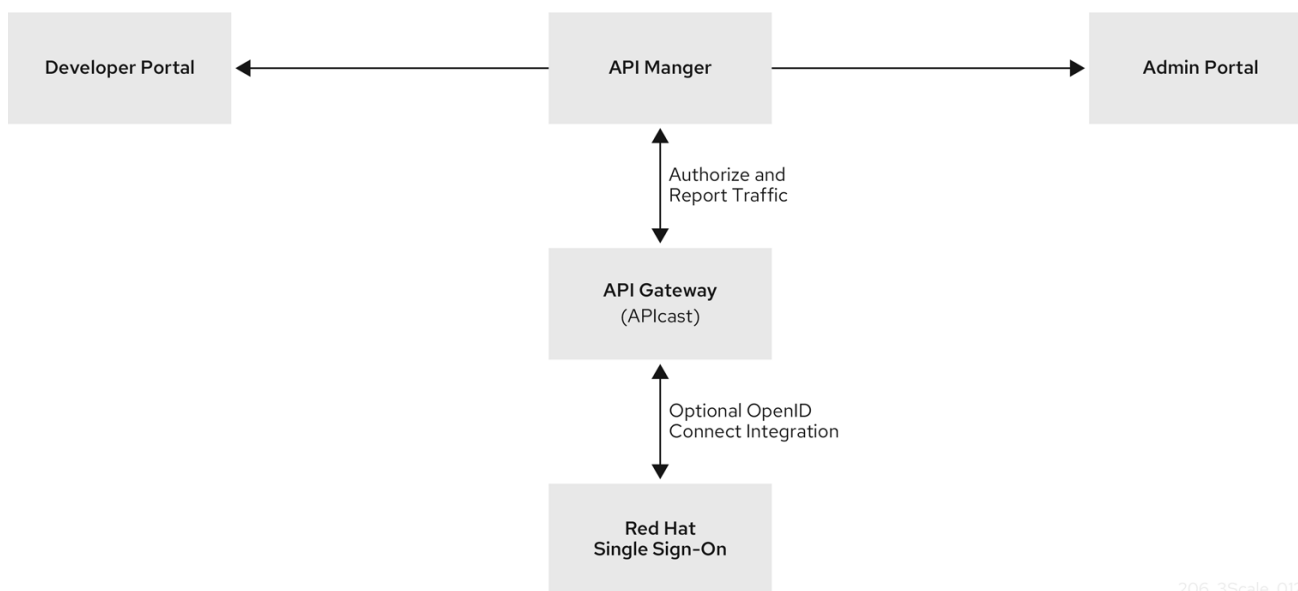 Developer Portal
API Manger
Admin Portal
Authorize and
Report Traffic
API Gateway
(APIcast)
Optional OpenID
Connect Integration
Red Hat
Single Sign-On
206_3Scale_01